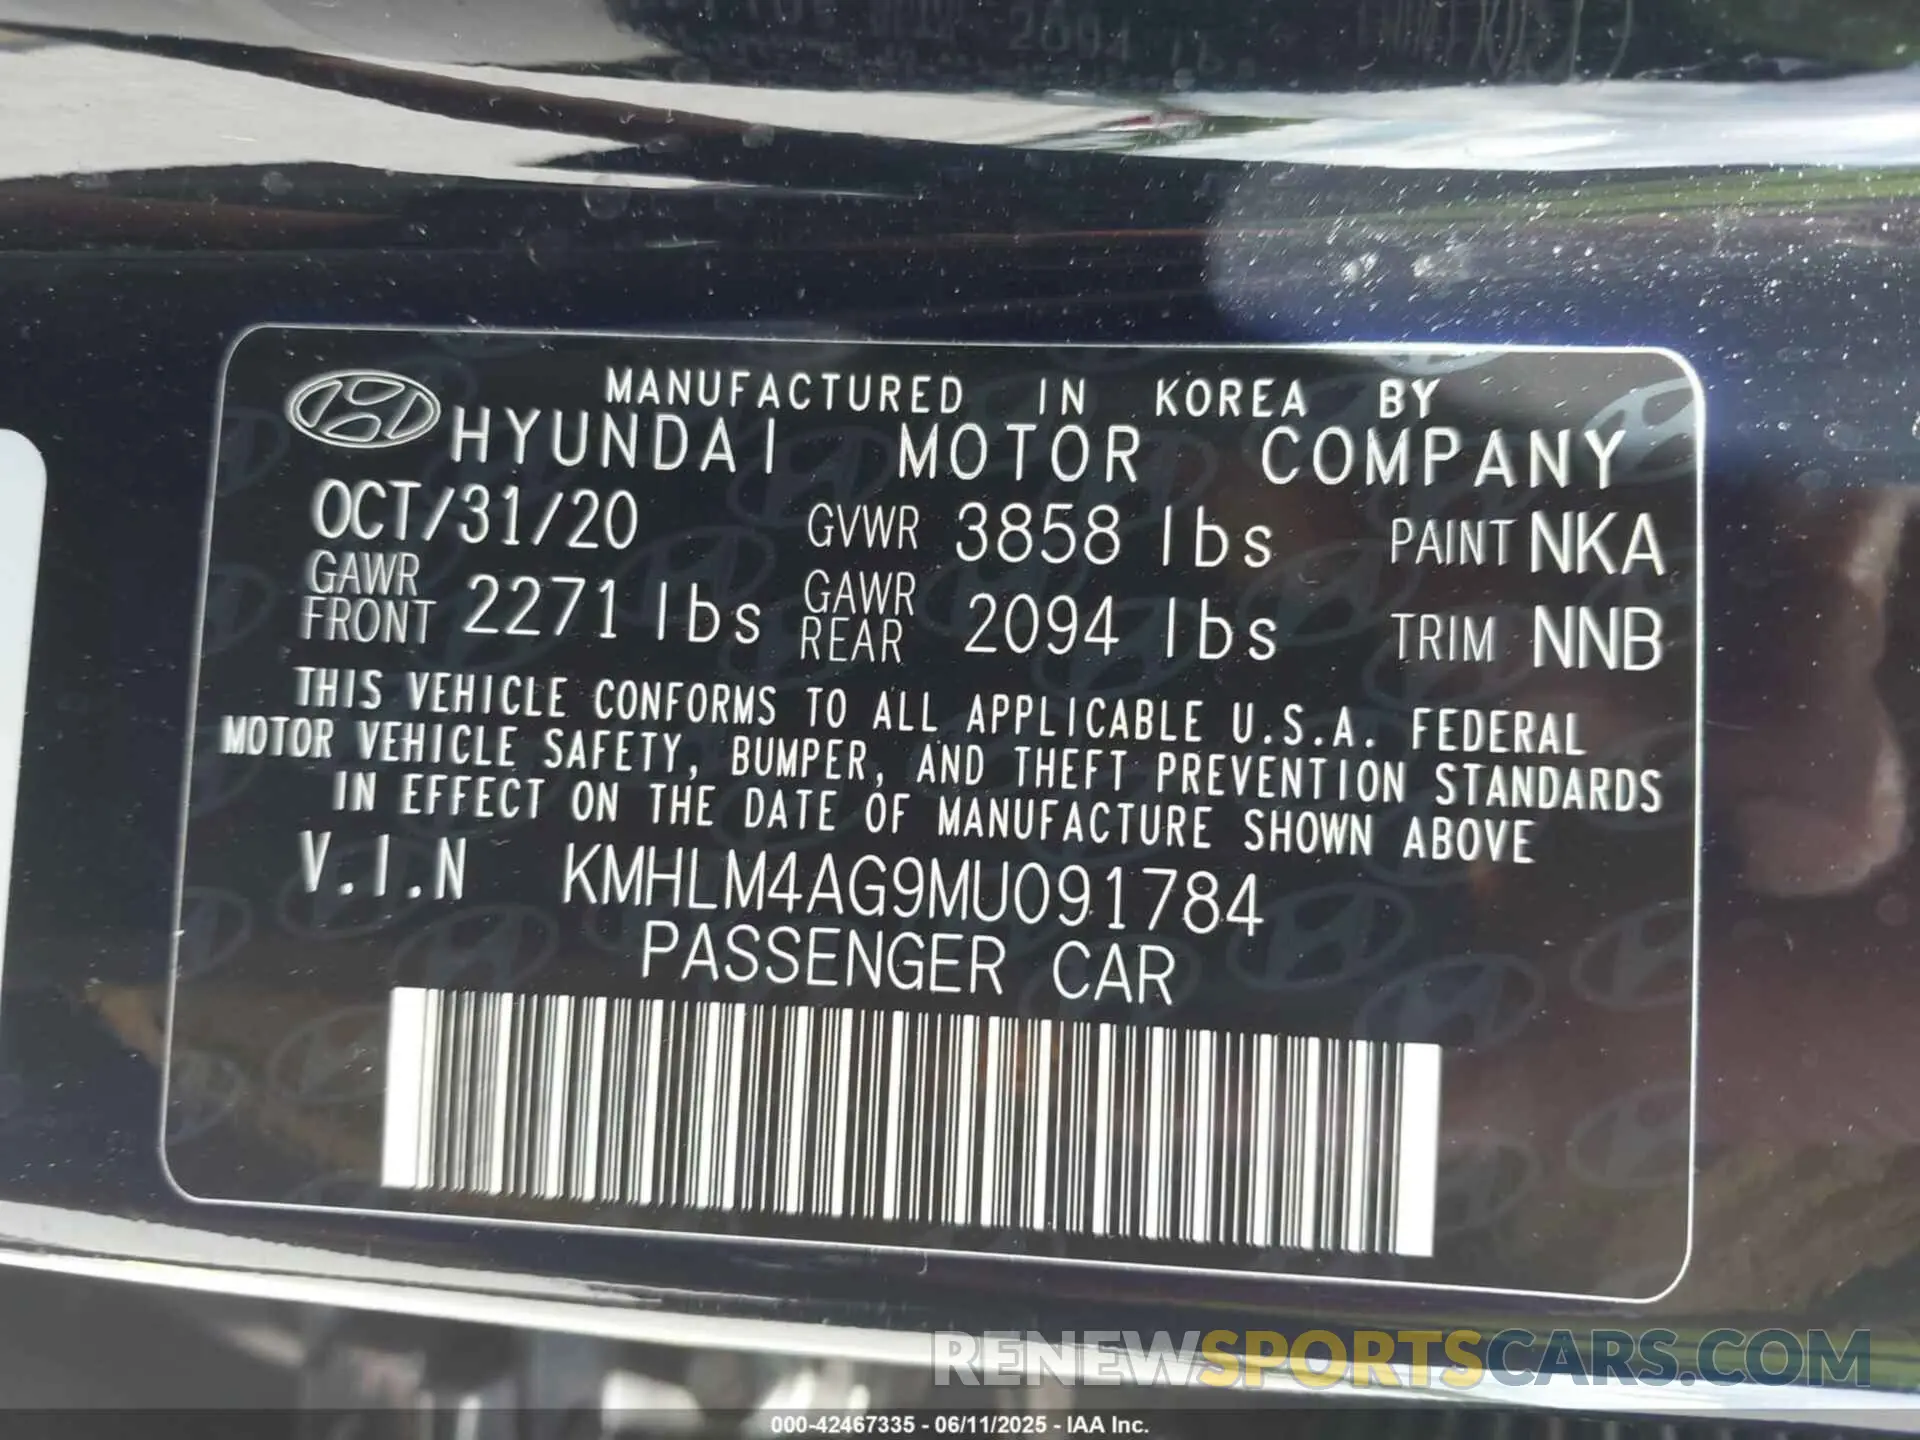 MANUFACTURED IN KOREA BY
HYUNDAI MOTOR COMPANY
OCT/31/20 GVWR 3858 lbs PAINT NKA
GAWR FRONT 2271 lbs GAWR REAR 2094 lbs TRIM NNB
THIS VEHICLE CONFORMS TO ALL APPLICABLE U.S.A. FEDERAL
MOTOR VEHICLE SAFETY, BUMPER, AND THEFT PREVENTION STANDARDS
IN EFFECT ON THE DATE OF MANUFACTURE SHOWN ABOVE
V.I.N KMHLM4AG9MU091784
PASSENGER CAR
RENEWSPORTSCARS.COM
000-42467335 - 06/11/2025 - IAA Inc.